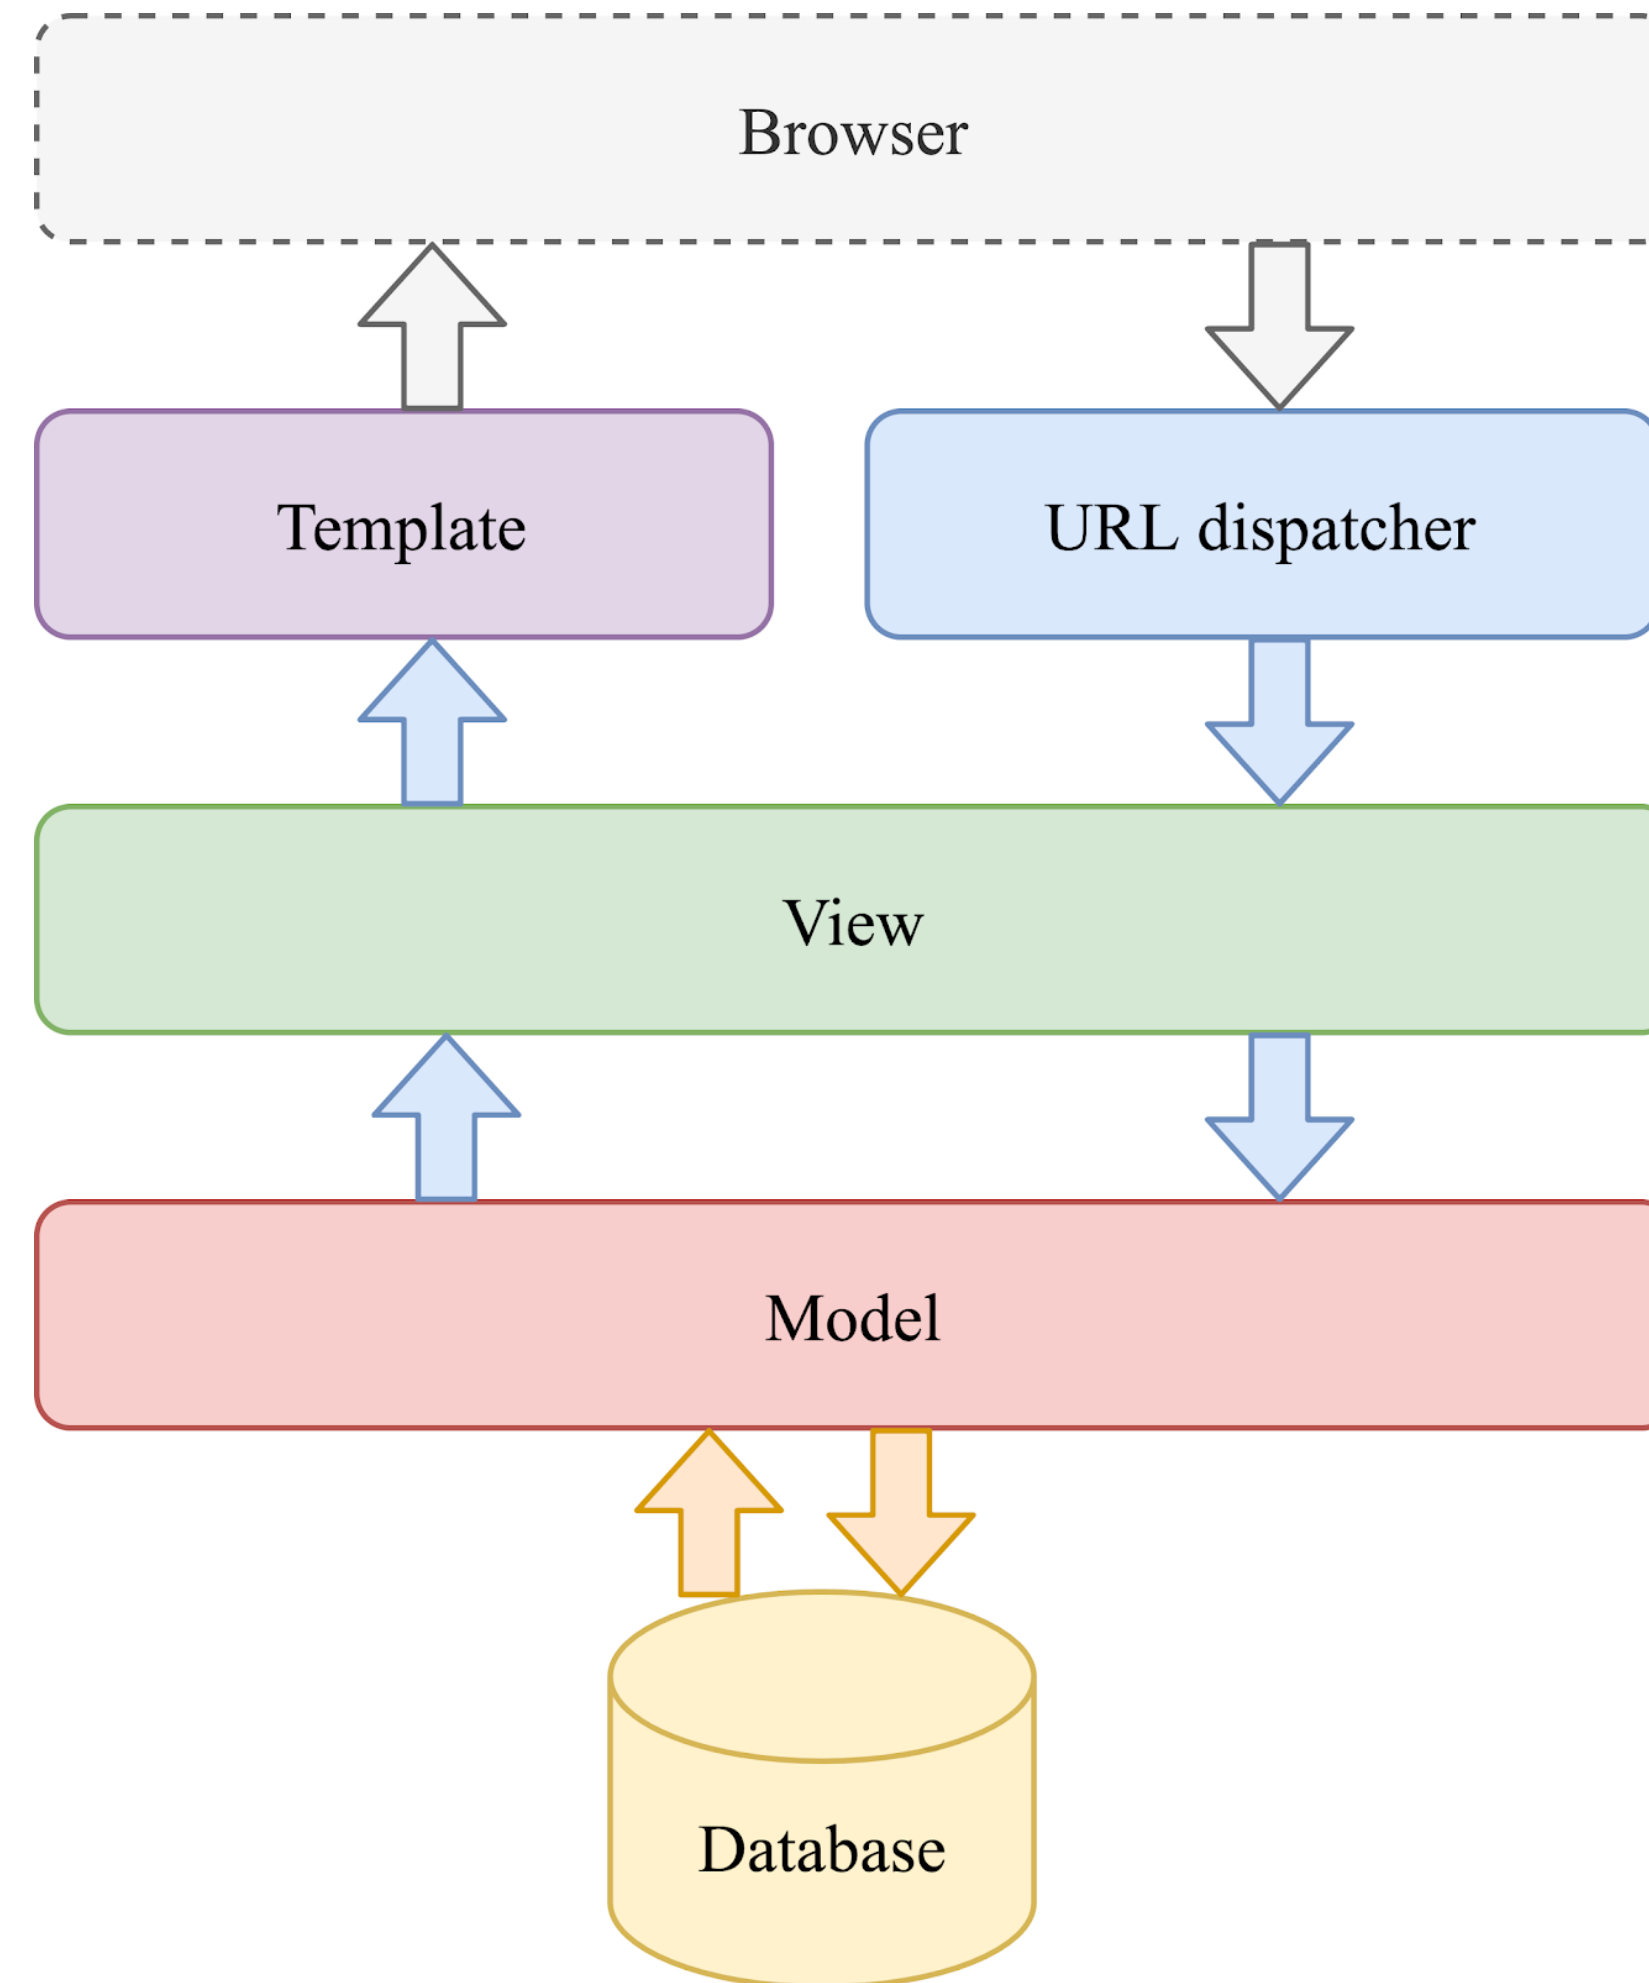 Browser
Template
URL dispatcher
View
Model
Database